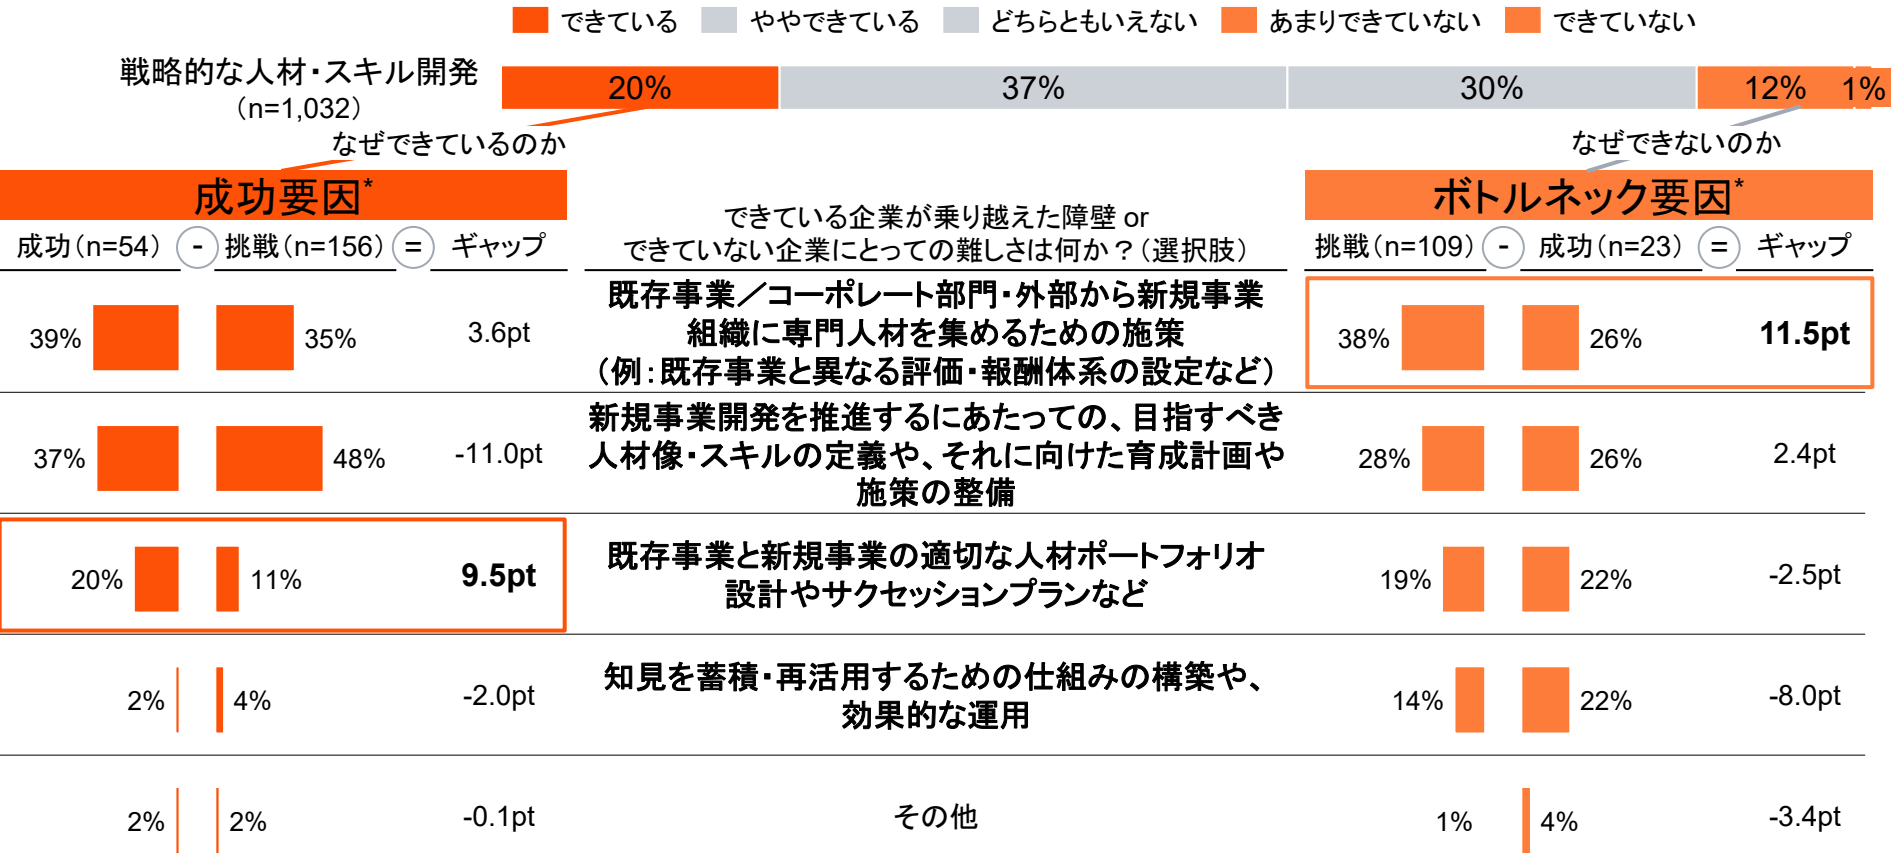 できている ややできている どちらともいえない あまりできていない できていない
戦略的な人材・スキル開発
(n=1,032)
20% 37% 30% 12% 1%
なぜできているのか
なぜできないのか
成功要因*
ボトルネック要因*
成功(n=54) - 挑戦(n=156) = ギャップ
できている企業が乗り越えた障壁 or
できていない企業にとっての難しさは何か？(選択肢)
挑戦(n=109) - 成功(n=23) = ギャップ
39% 35% 3.6pt
既存事業／コーポレート部門・外部から新規事業
組織に専門人材を集めるための施策
(例：既存事業と異なる評価・報酬体系の設定など)
38% 26% 11.5pt
37% 48% -11.0pt
新規事業開発を推進するにあたっての、目指すべき
人材像・スキルの定義や、それに向けた育成計画や
施策の整備
28% 26% 2.4pt
20% 11% 9.5pt
既存事業と新規事業の適切な人材ポートフォリオ
設計やサクセッションプランなど
19% 22% -2.5pt
2% 4% -2.0pt
知見を蓄積・再活用するための仕組みの構築や、
効果的な運用
14% 22% -8.0pt
2% 2% -0.1pt
その他
1% 4% -3.4pt